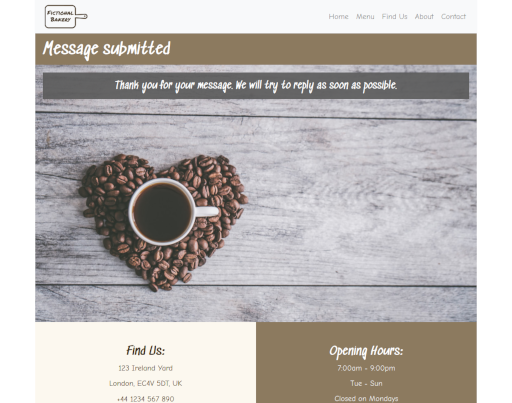 Fictional
Bakery
Home Menu Find Us About Contact
Message submitted
Thank you for your message. We will try to reply as soon as possible.
Find Us:
123 Ireland Yard
London, EC4V 5DT, UK
+44 1234 567 890
Opening Hours:
7:00am - 9:00pm
Tue - Sun
Closed on Mondays